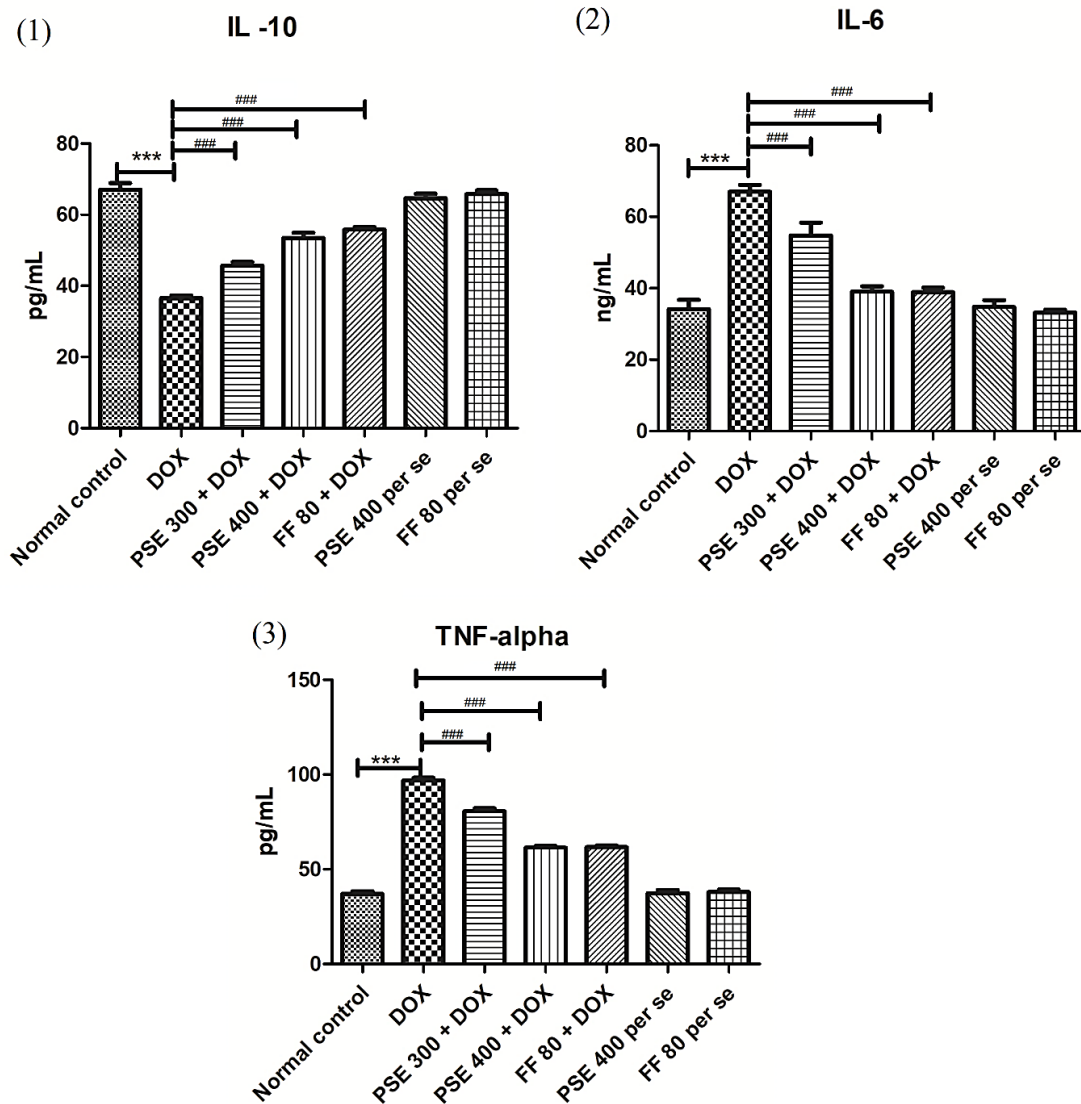 (1)
IL -10
###
###
###
***
80
60
40
20
0
pg/mL
Normal control
DOX
PSE 300 + DOX
PSE 400 + DOX
FF 80 + DOX
PSE 400 per se
FF 80 per se
(2)
IL-6
###
###
###
***
80
60
40
20
0
ng/mL
Normal control
DOX
PSE 300 + DOX
PSE 400 + DOX
FF 80 + DOX
PSE 400 per se
FF 80 per se
(3)
TNF-alpha
###
###
###
***
150
100
50
0
pg/mL
Normal control
DOX
PSE 300 + DOX
PSE 400 + DOX
FF 80 + DOX
PSE 400 per se
FF 80 per se